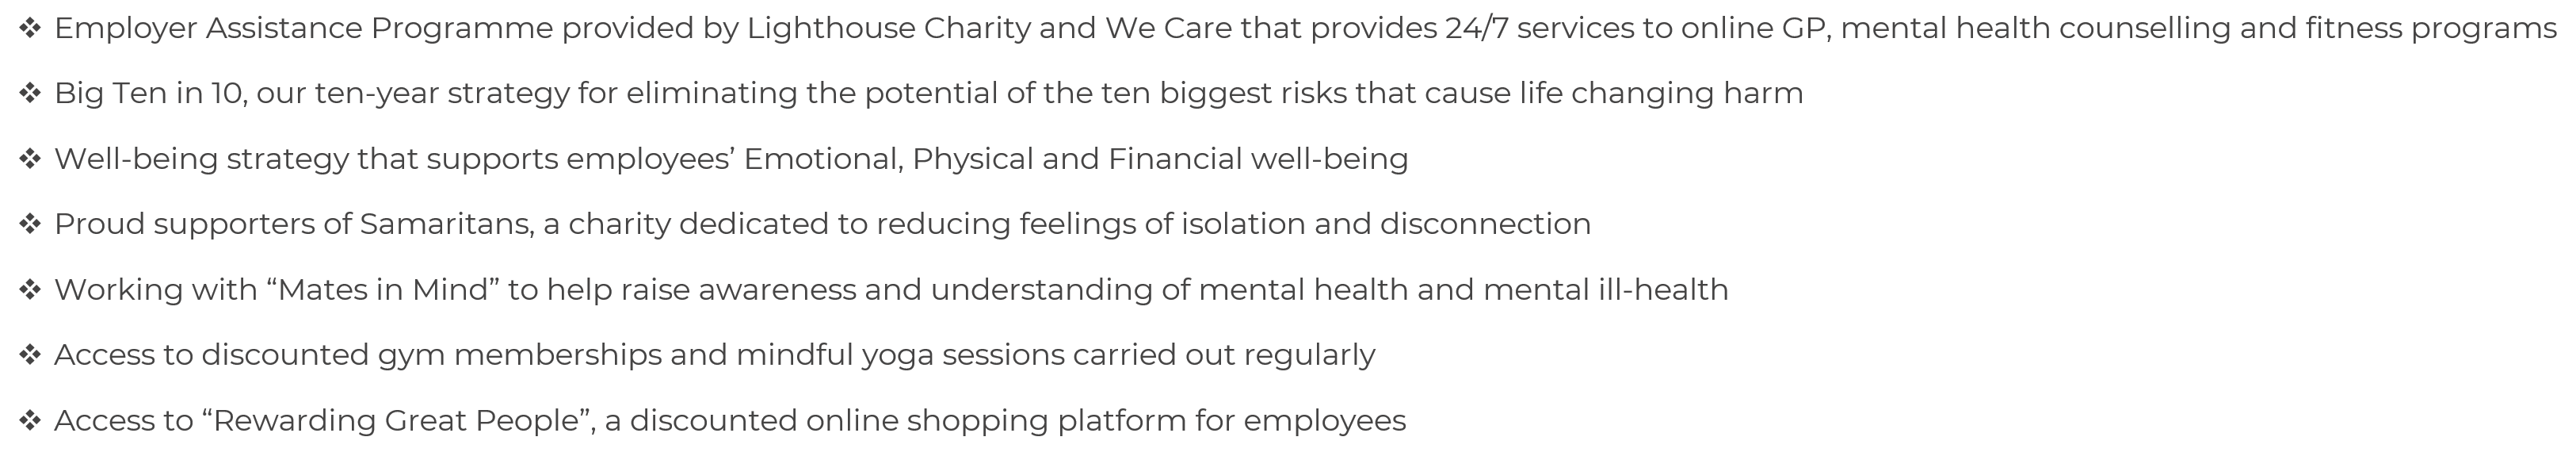 ❖ Employer Assistance Programme provided by Lighthouse Charity and We Care that provides 24/7 services to online GP, mental health counselling and fitness programs
❖ Big Ten in 10, our ten-year strategy for eliminating the potential of the ten biggest risks that cause life changing harm
❖ Well-being strategy that supports employees’ Emotional, Physical and Financial well-being
❖ Proud supporters of Samaritans, a charity dedicated to reducing feelings of isolation and disconnection
❖ Working with “Mates in Mind” to help raise awareness and understanding of mental health and mental ill-health
❖ Access to discounted gym memberships and mindful yoga sessions carried out regularly
❖ Access to “Rewarding Great People”, a discounted online shopping platform for employees